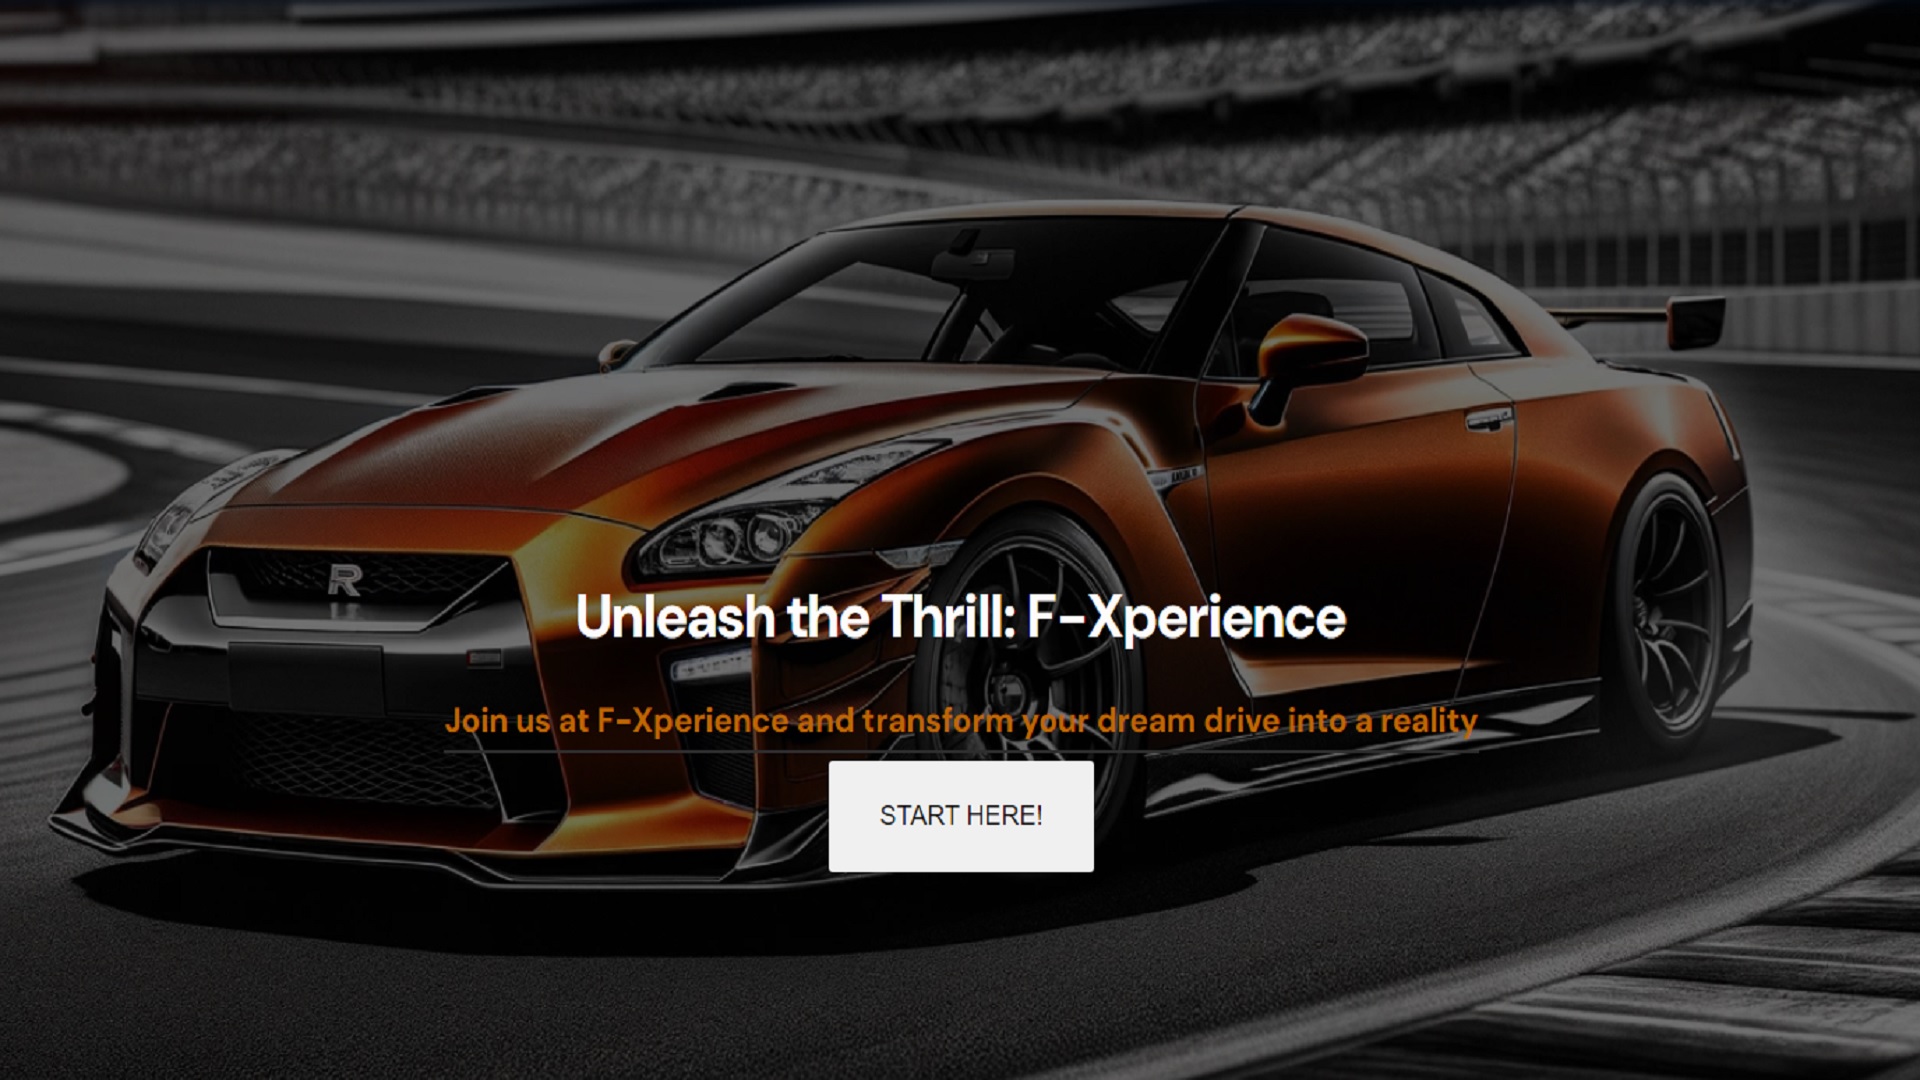 R
Unleash the Thrill: F-Xperience
Join us at F-Xperience and transform your dream drive into a reality
START HERE!